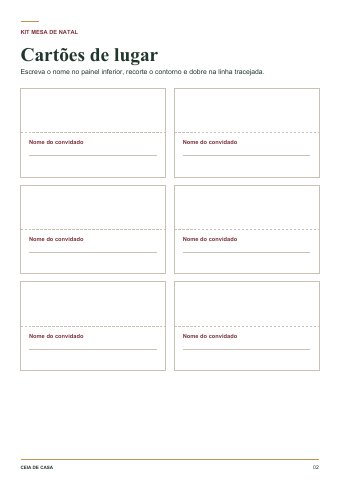 KIT MESA DE NATAL
Cartões de lugar
Escreva o nome no painel inferior, recorte o contorno e dobre na linha tracejada.
Nome do convidado
Nome do convidado
Nome do convidado
Nome do convidado
Nome do convidado
Nome do convidado
CEIA DE CASA
02